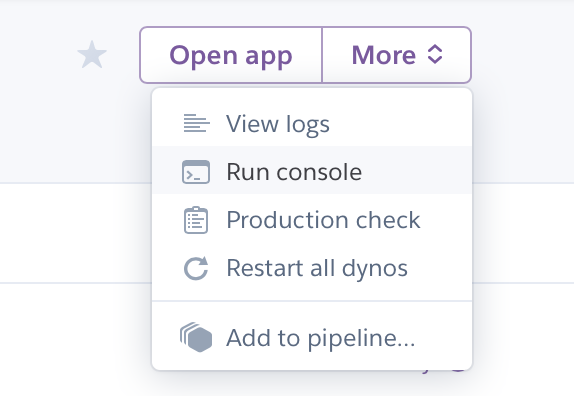 Open app More
View logs
Run console
Production check
Restart all dynos
Add to pipeline...